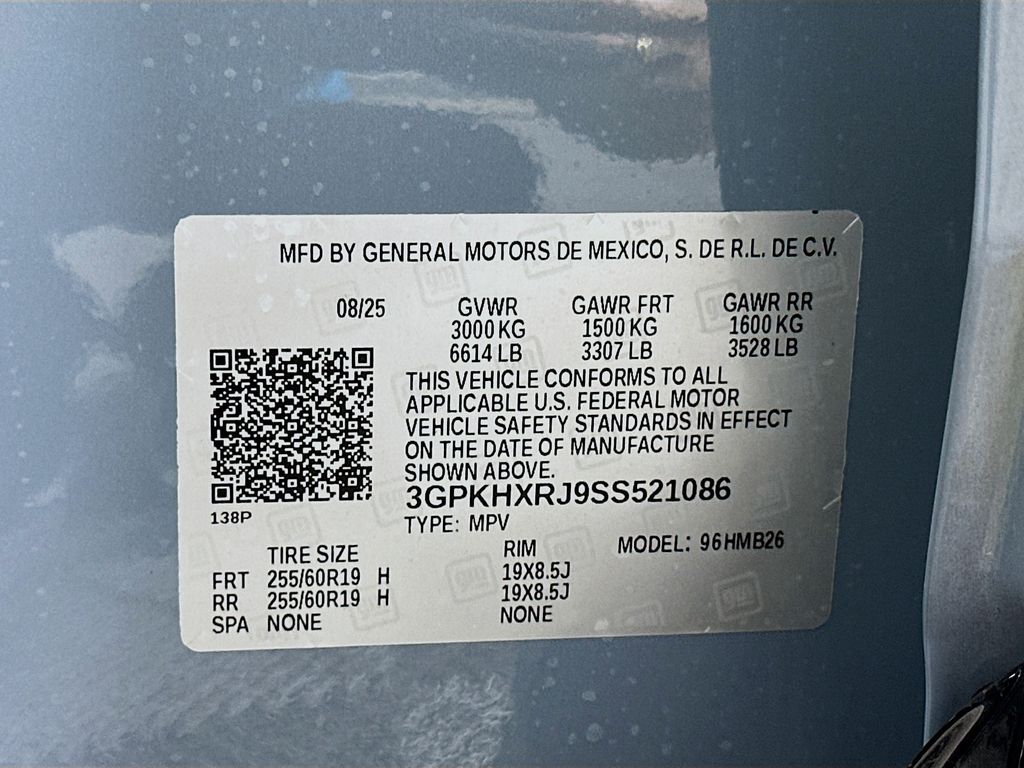 MFD BY GENERAL MOTORS DE MEXICO, S. DE R.L. DE C.V.
08/25 GVWR GAWR FRT GAWR RR
3000 KG 1500 KG 1600 KG
6614 LB 3307 LB 3528 LB
THIS VEHICLE CONFORMS TO ALL
APPLICABLE U.S. FEDERAL MOTOR
VEHICLE SAFETY STANDARDS IN EFFECT
ON THE DATE OF MANUFACTURE
SHOWN ABOVE.
3GPKHXRJ9SS521086
138P
TYPE: MPV
TIRE SIZE RIM MODEL: 96HMB26
FRT 255/60R19 H 19X8.5J
RR 255/60R19 H 19X8.5J
SPA NONE NONE